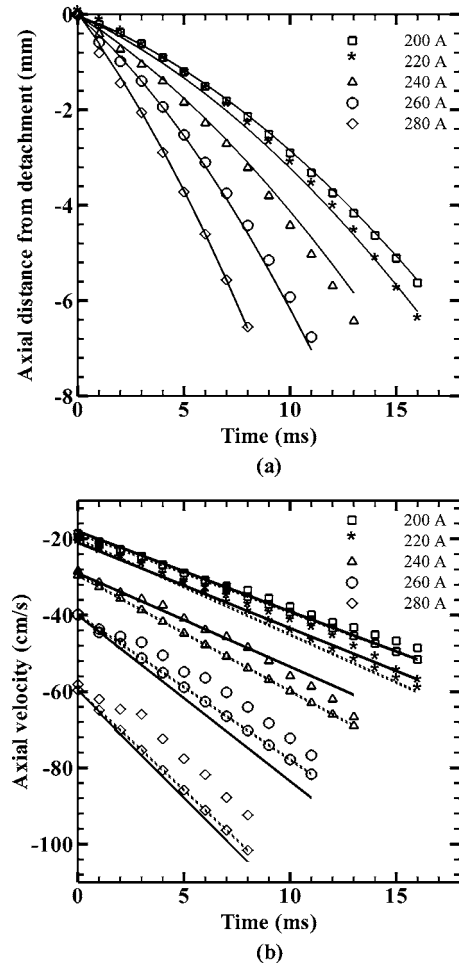 0
-2
-4
-6
-8
Axial distance from detachment (mm)
200 A
220 A
240 A
260 A
280 A
0
5
10
15
Time (ms)
(a)
-20
-40
-60
-80
-100
Axial velocity (cm/s)
200 A
220 A
240 A
260 A
280 A
0
5
10
15
Time (ms)
(b)